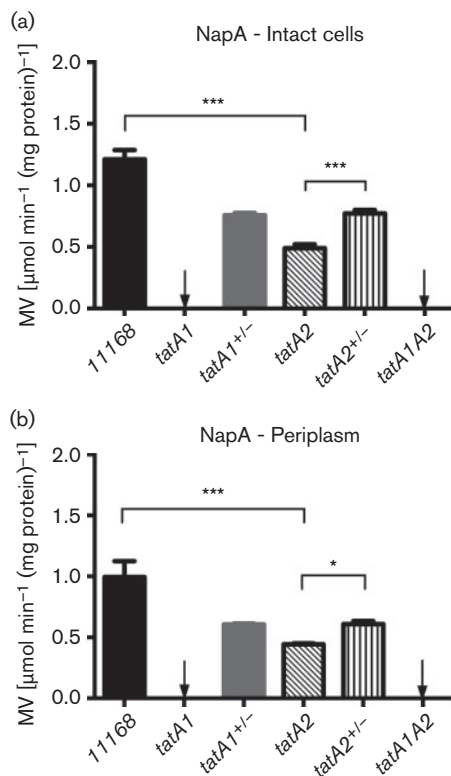 (a)
NapA - Intact cells
MV [µmol min⁻¹ (mg protein)⁻¹]
2.0
1.5
1.0
0.5
0.0
***
***
11168
tatA1
tatA1+/−
tatA2
tatA2+/−
tatA1A2
(b)
NapA - Periplasm
MV [µmol min⁻¹ (mg protein)⁻¹]
2.0
1.5
1.0
0.5
0.0
***
*
11168
tatA1
tatA1+/−
tatA2
tatA2+/−
tatA1A2